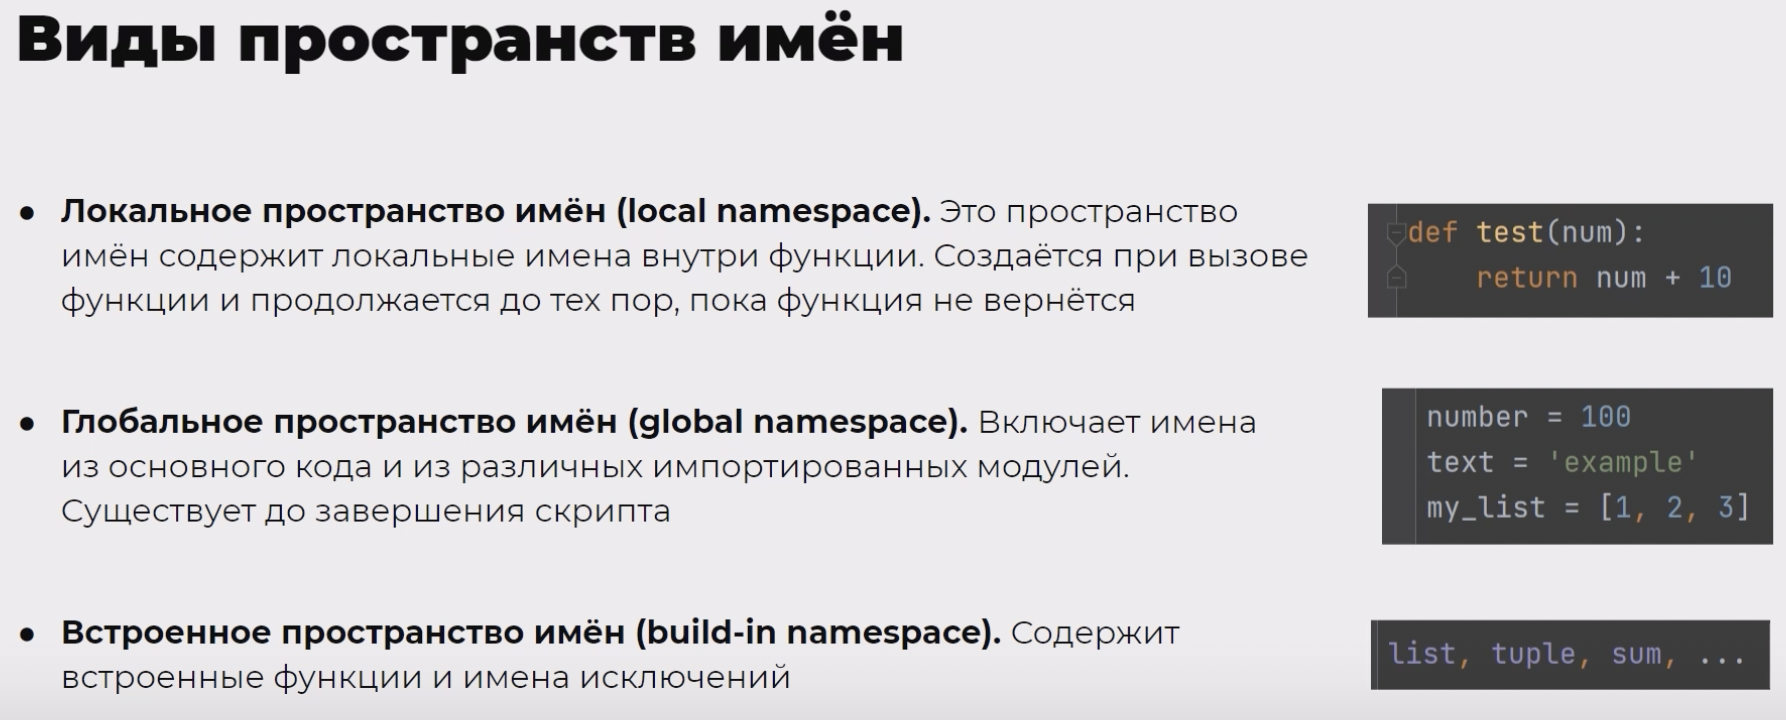 Виды пространств имён
● Локальное пространство имён (local namespace). Это пространство
имён содержит локальные имена внутри функции. Создаётся при вызове
функции и продолжается до тех пор, пока функция не вернётся
def test(num):
    return num + 10
● Глобальное пространство имён (global namespace). Включает имена
из основного кода и из различных импортированных модулей.
Существует до завершения скрипта
number = 100
text = 'example'
my_list = [1, 2, 3]
● Встроенное пространство имён (build-in namespace). Содержит
встроенные функции и имена исключений
list, tuple, sum, ...